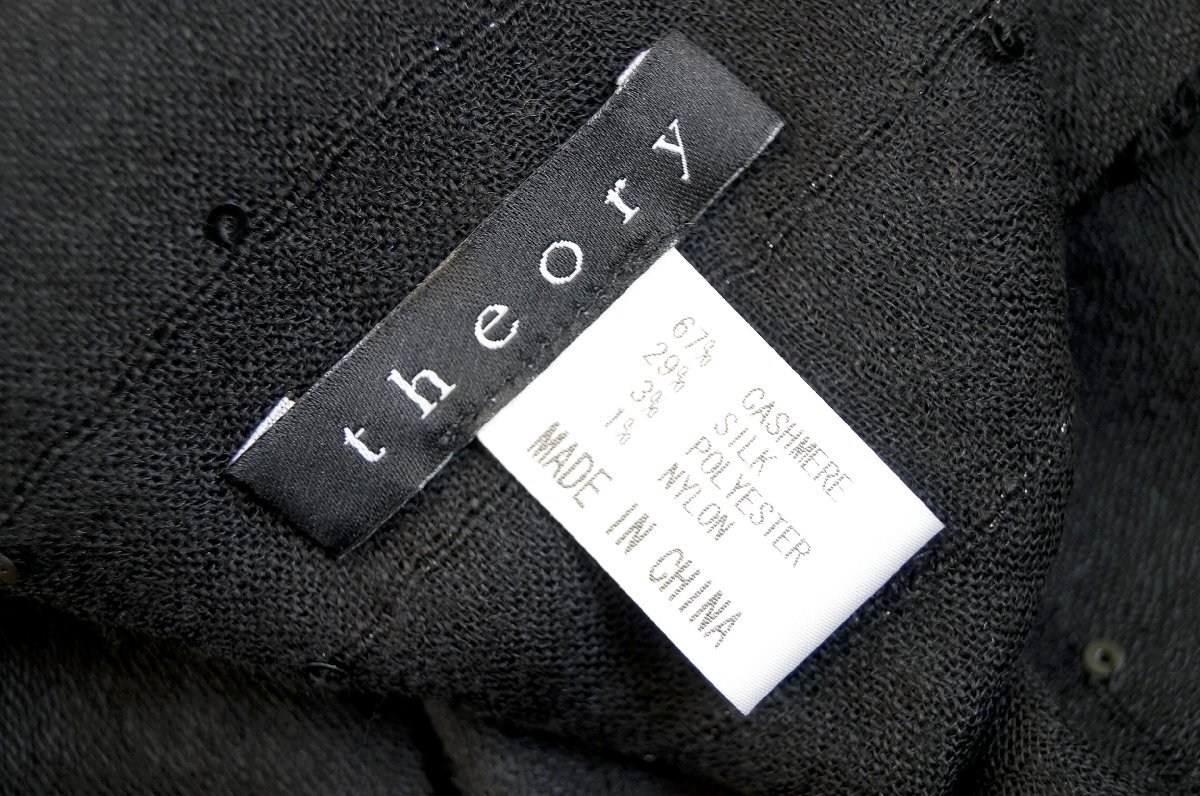 theory
67% CASHMERE
29% SILK
3% POLYESTER
1% NYLON
MADE IN CHINA